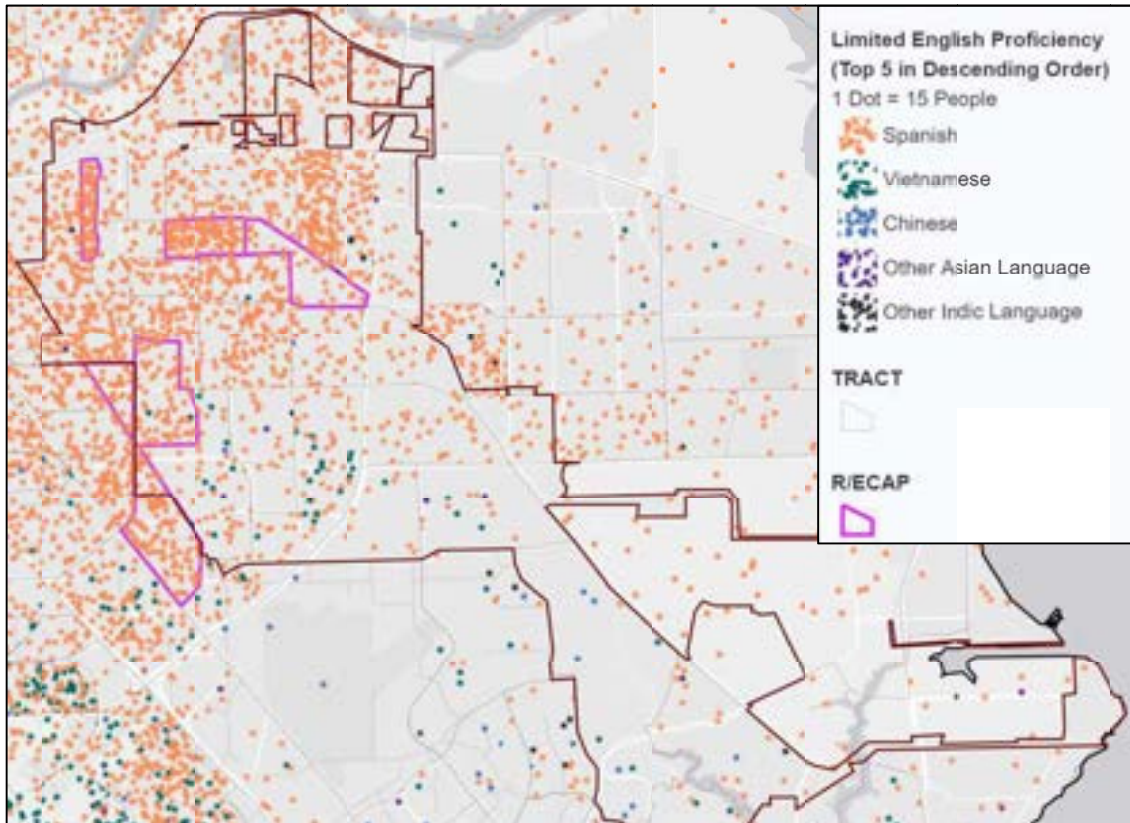 Limited English Proficiency
(Top 5 in Descending Order)
1 Dot = 15 People
Spanish
Vietnamese
Chinese
Other Asian Language
Other Indic Language
TRACT
R/ECAP